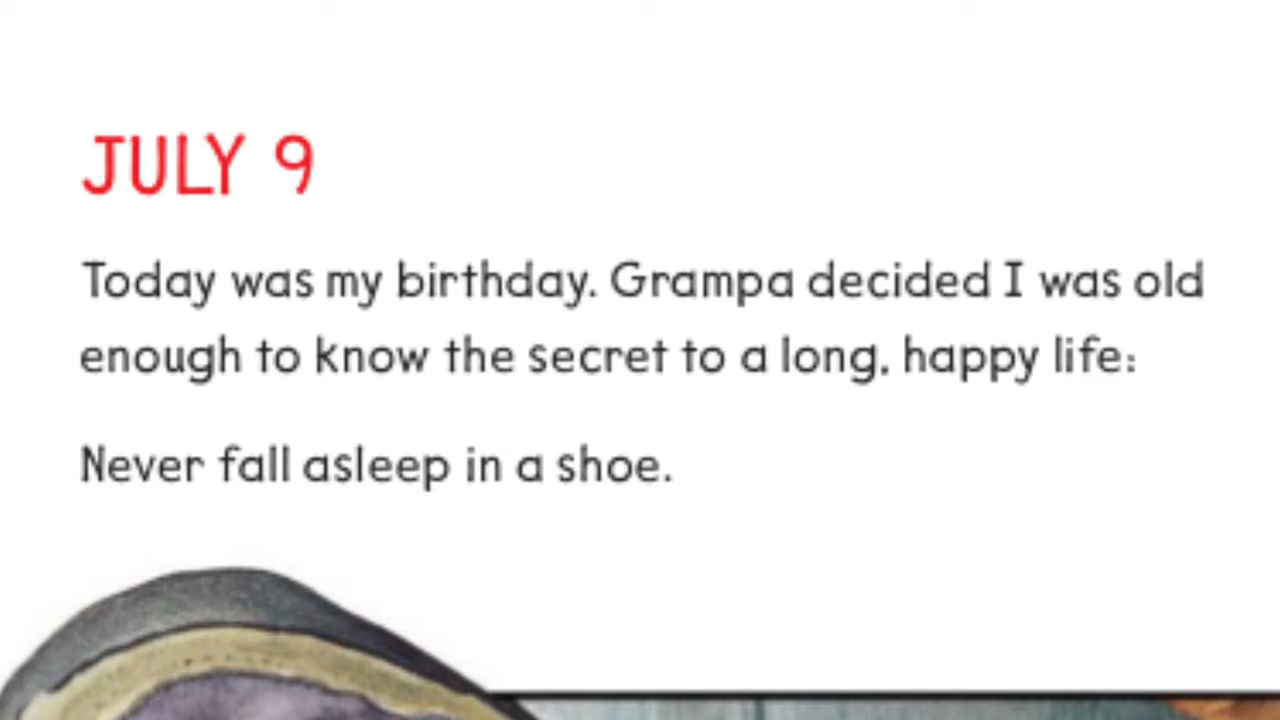 JULY 9
Today was my birthday. Grampa decided I was old
enough to know the secret to a long, happy life:
Never fall asleep in a shoe.